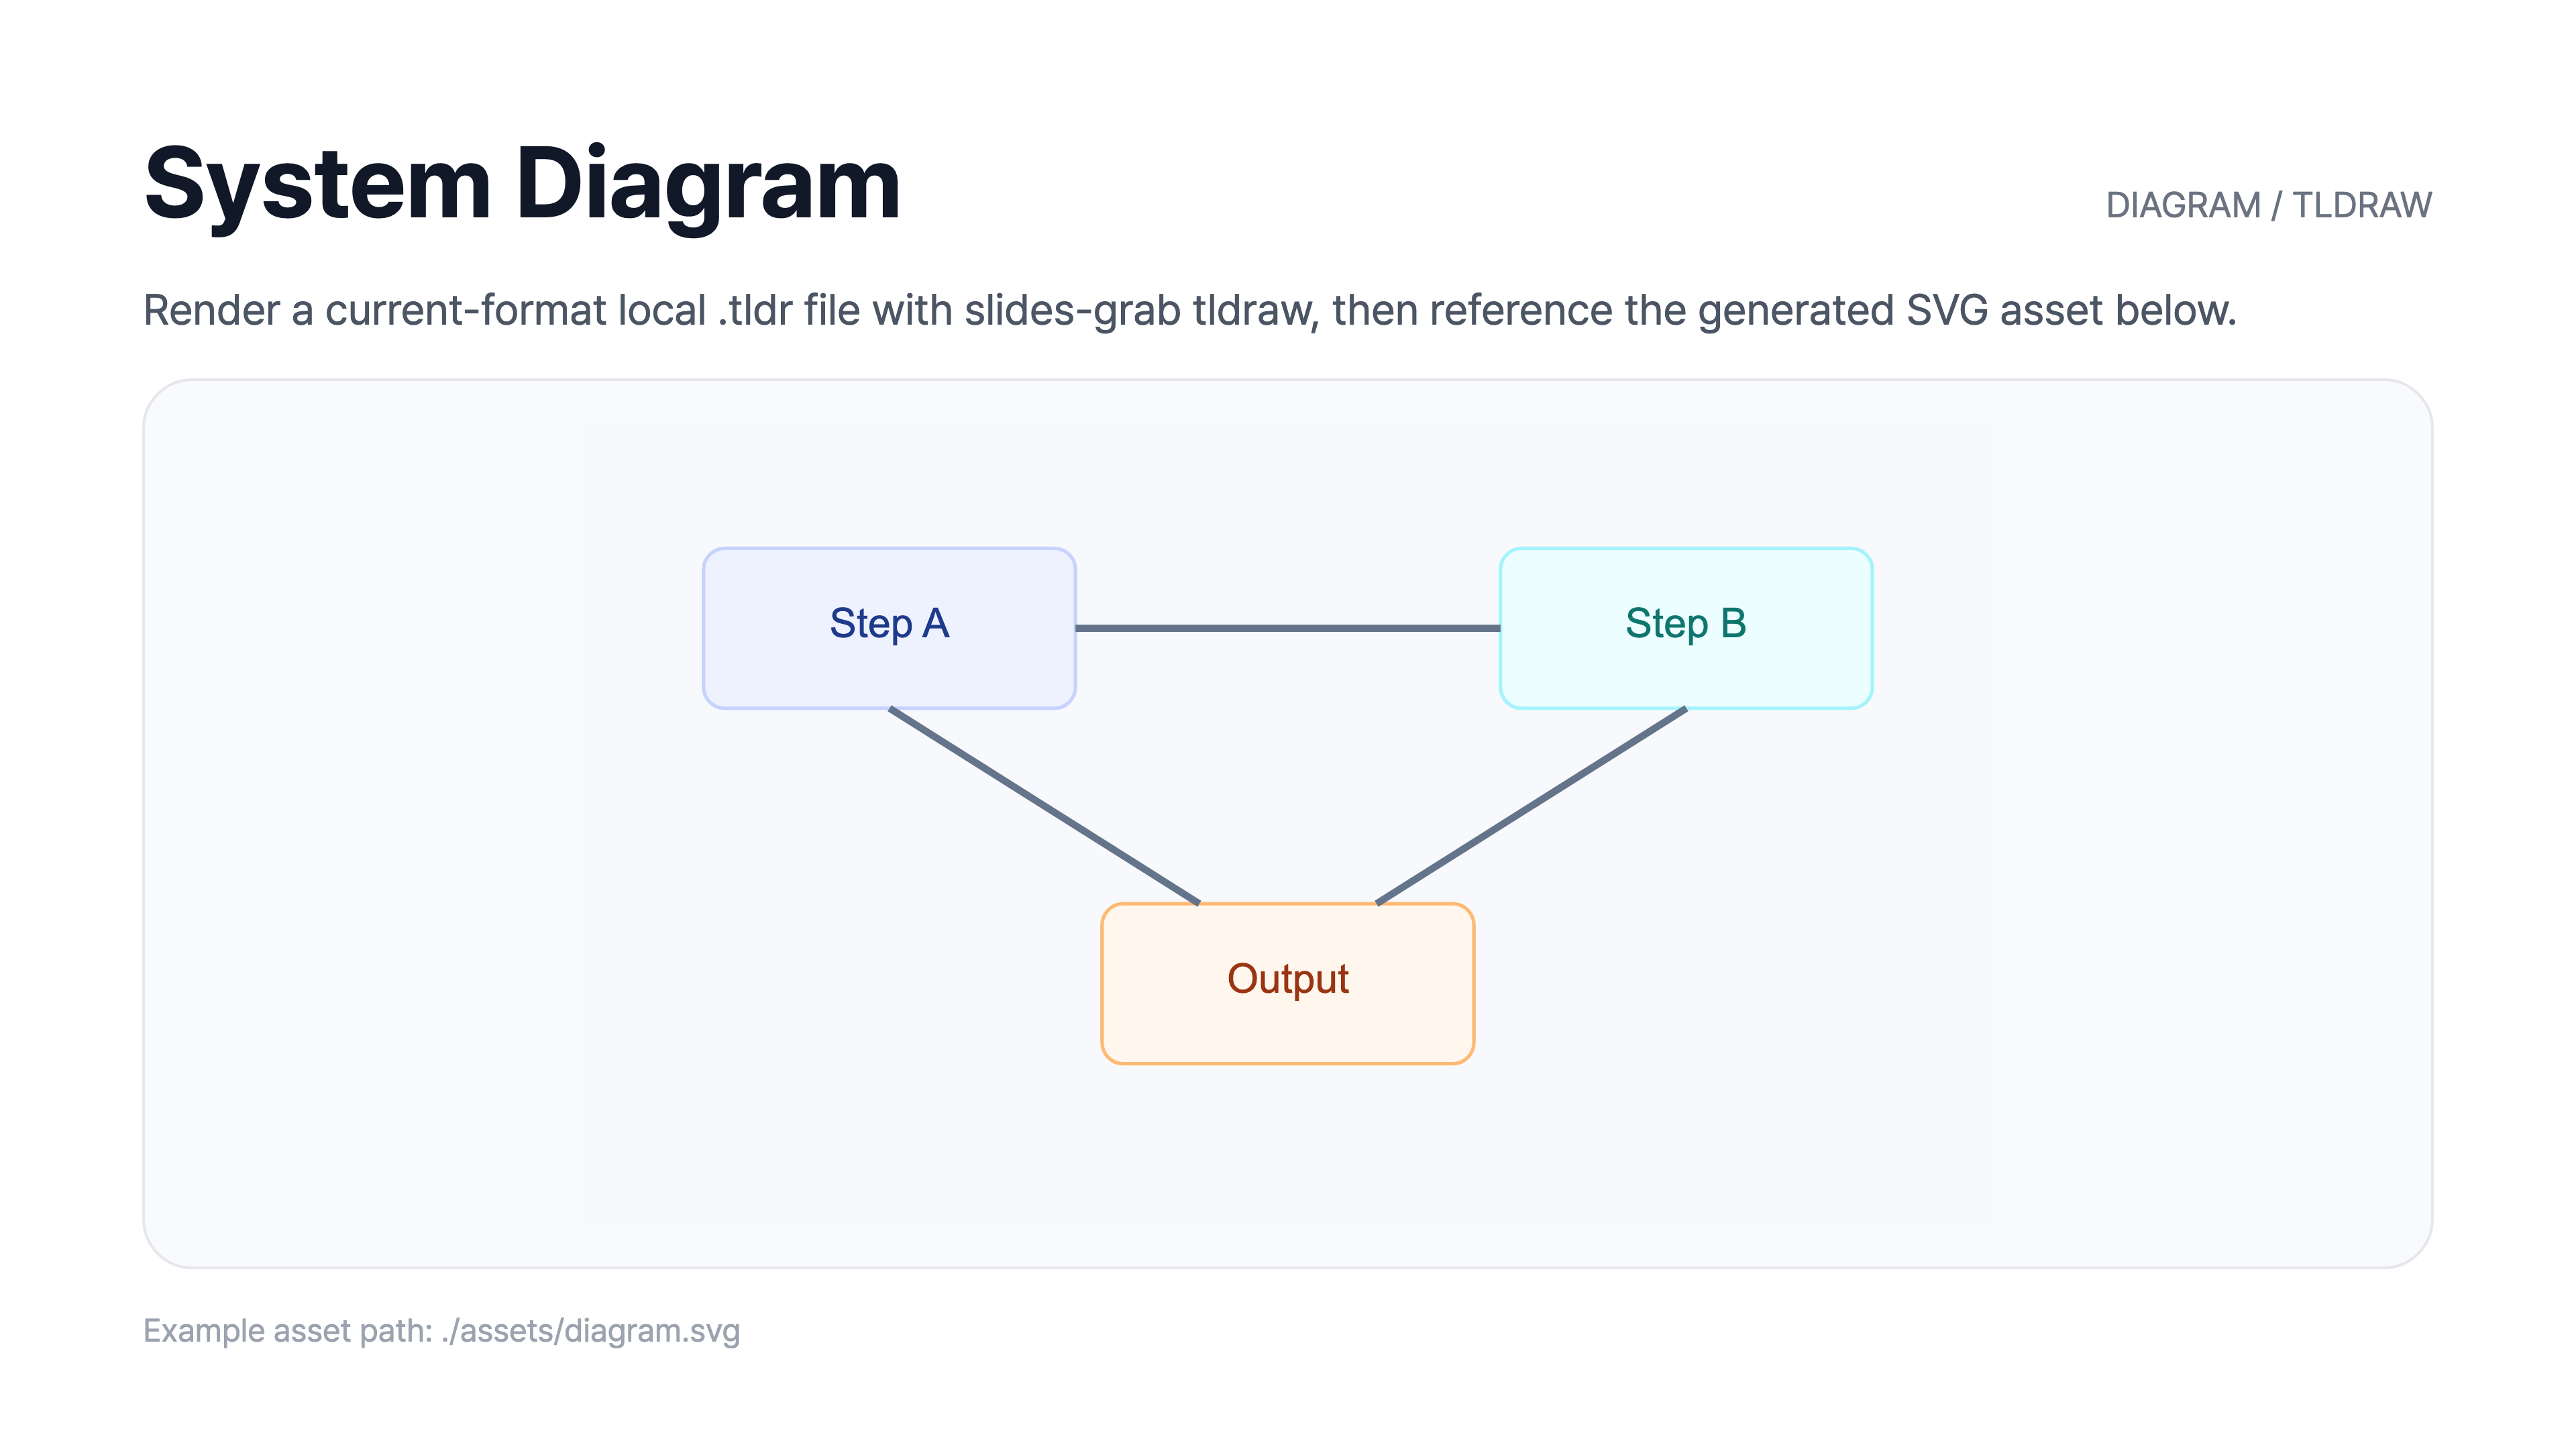 System Diagram
DIAGRAM / TLDRAW
Render a current-format local .tldr file with slides-grab tldraw, then reference the generated SVG asset below.
Step A
Step B
Output
Example asset path: ./assets/diagram.svg